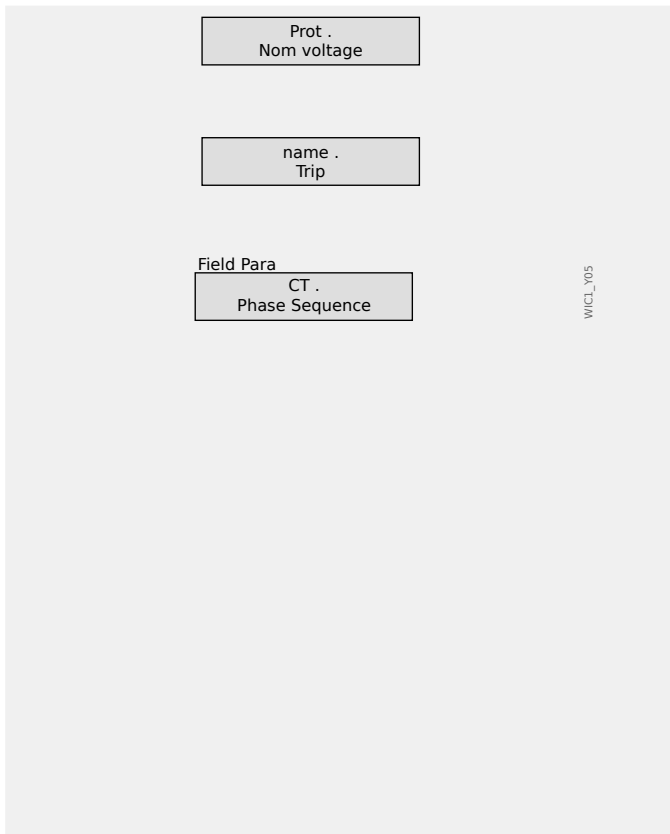 Prot .
Nom voltage
name .
Trip
Field Para
CT .
Phase Sequence
WIC1_Y05